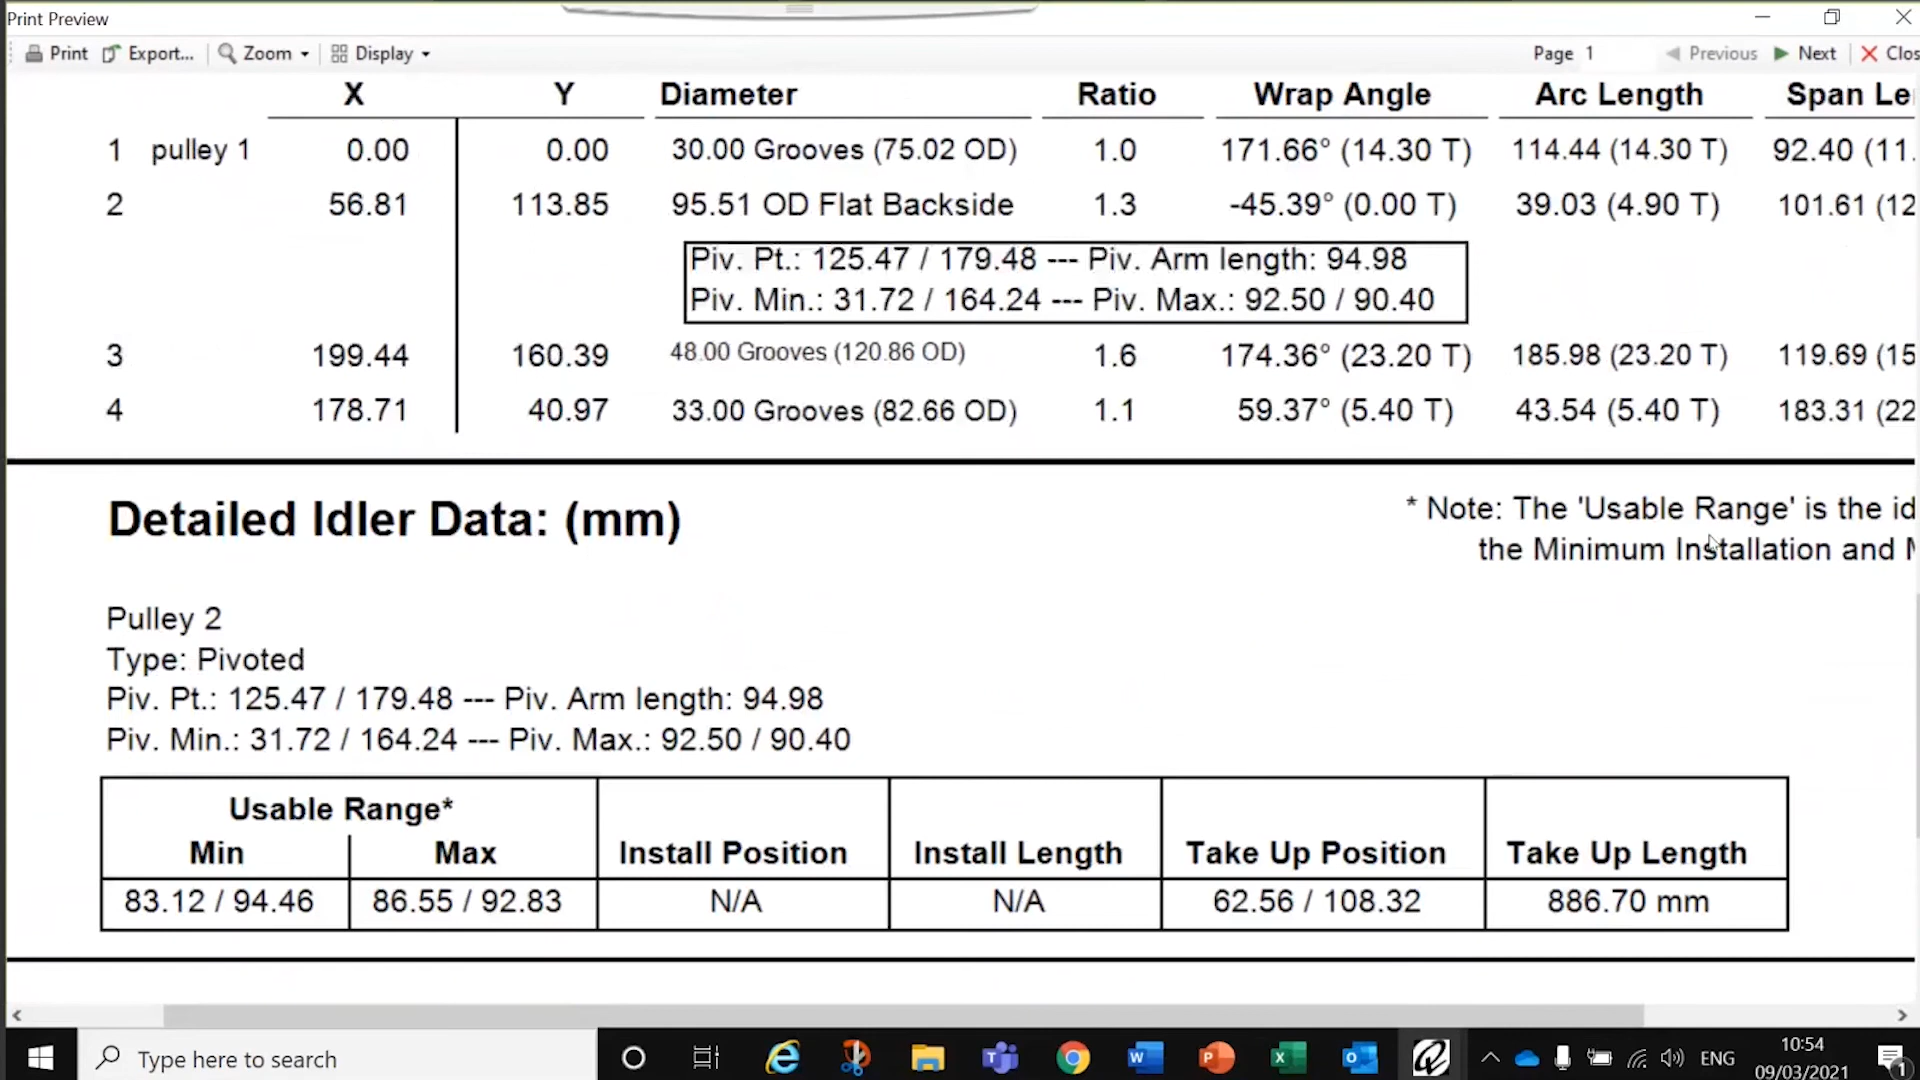 Print Preview
Print Export... Zoom Display Page 1 Previous Next Clos
X Y Diameter Ratio Wrap Angle Arc Length Span Le
1 pulley 1 0.00 0.00 30.00 Grooves (75.02 OD) 1.0 171.66° (14.30 T) 114.44 (14.30 T) 92.40 (11.
2 56.81 113.85 95.51 OD Flat Backside 1.3 -45.39° (0.00 T) 39.03 (4.90 T) 101.61 (12
Piv. Pt.: 125.47 / 179.48 --- Piv. Arm length: 94.98
Piv. Min.: 31.72 / 164.24 --- Piv. Max.: 92.50 / 90.40
3 199.44 160.39 48.00 Grooves (120.86 OD) 1.6 174.36° (23.20 T) 185.98 (23.20 T) 119.69 (15
4 178.71 40.97 33.00 Grooves (82.66 OD) 1.1 59.37° (5.40 T) 43.54 (5.40 T) 183.31 (22
Detailed Idler Data: (mm)
* Note: The 'Usable Range' is the id
the Minimum Installation and M
Pulley 2
Type: Pivoted
Piv. Pt.: 125.47 / 179.48 --- Piv. Arm length: 94.98
Piv. Min.: 31.72 / 164.24 --- Piv. Max.: 92.50 / 90.40
Usable Range*
Min Max Install Position Install Length Take Up Position Take Up Length
83.12 / 94.46 86.55 / 92.83 N/A N/A 62.56 / 108.32 886.70 mm
Type here to search
ENG
10:54
09/03/2021
1